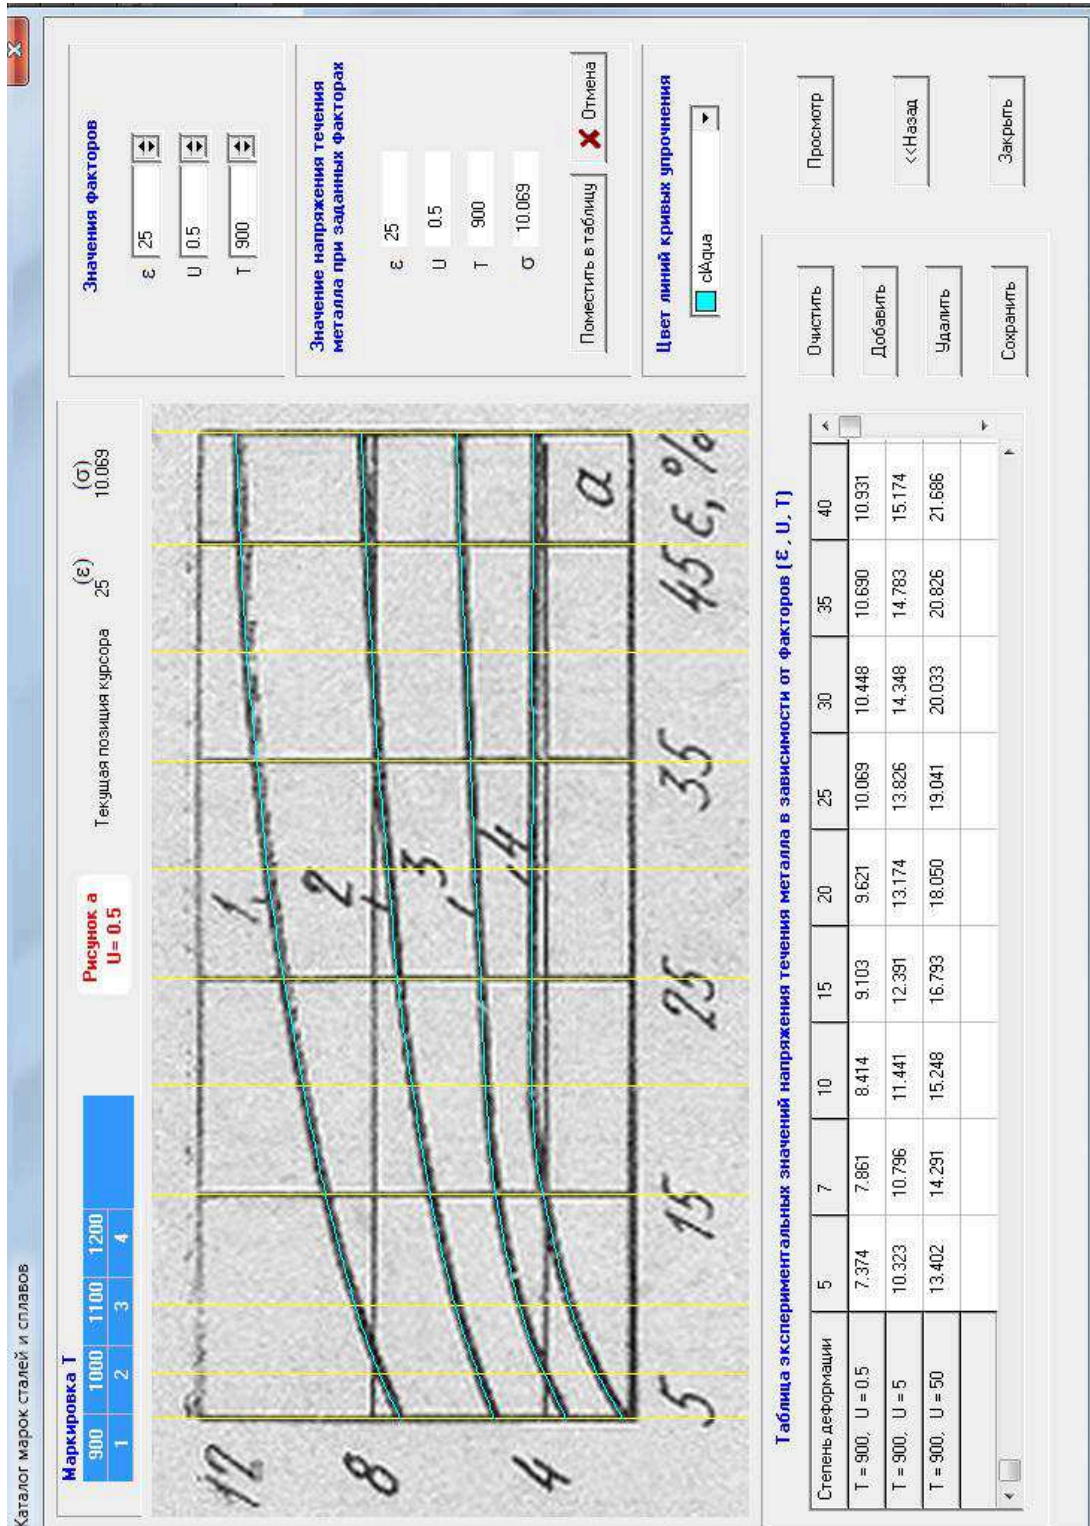 Каталог марок сталей и сплавов
Маркировка T
900 1000 1100 1200
1 2 3 4
Рисунок а
U= 0.5
Текущая позиция курсора
(ε)
25
(σ)
10.069
12
8
4
1
2
3
4
а
5 15 25 35 45 ε, %
Значения факторов
ε 25
U 0.5
T 900
Значение напряжения течения
металла при заданных факторах
ε 25
U 0.5
T 900
σ 10.069
Поместить в таблицу
Отмена
Цвет линий кривых упрочнения
clAqua
Таблица экспериментальных значений напряжения течения металла в зависимости от факторов (ε, U, T)
Степень деформации 5 7 10 15 20 25 30 35 40
T = 900, U = 0.5 7.374 7.861 8.414 9.103 9.621 10.069 10.448 10.690 10.931
T = 900, U = 5 10.323 10.796 11.441 12.391 13.174 13.826 14.348 14.783 15.174
T = 900, U = 50 13.402 14.291 15.248 16.793 18.050 19.041 20.033 20.826 21.686
Очистить
Добавить
Удалить
Сохранить
Просмотр
<<Назад
Закрыть